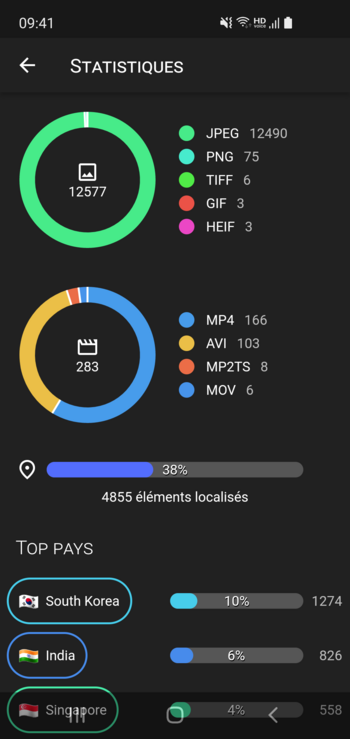 09:41
HD VOICE
STATISTIQUES
12577
JPEG 12490
PNG 75
TIFF 6
GIF 3
HEIF 3
283
MP4 166
AVI 103
MP2TS 8
MOV 6
38%
4855 éléments localisés
TOP PAYS
South Korea 10% 1274
India 6% 826
Singapore 4% 558